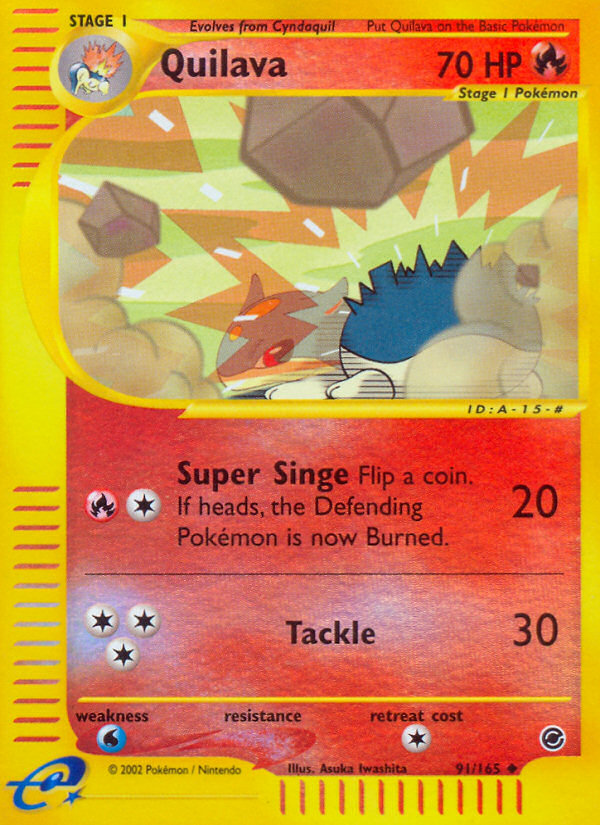 STAGE 1
Evolves from Cyndaquil
Put Quilava on the Basic Pokémon
Quilava
70 HP
Stage 1 Pokémon
ID:A-15-#
Super Singe Flip a coin.
If heads, the Defending
Pokémon is now Burned.
20
Tackle
30
weakness
resistance
retreat cost
© 2002 Pokémon / Nintendo
Illus. Asuka Iwashita
91/165
e